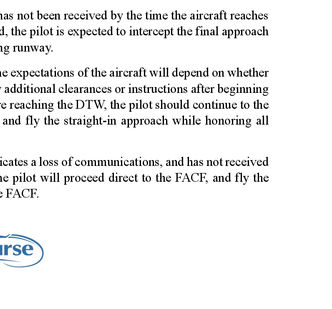 has not been received by the time the aircraft reaches
d, the pilot is expected to intercept the final approach
ng runway.
e expectations of the aircraft will depend on whether
additional clearances or instructions after beginning
e reaching the DTW, the pilot should continue to the
and fly the straight-in approach while honoring all
icates a loss of communications, and has not received
e pilot will proceed direct to the FACF, and fly the
e FACF.
urse